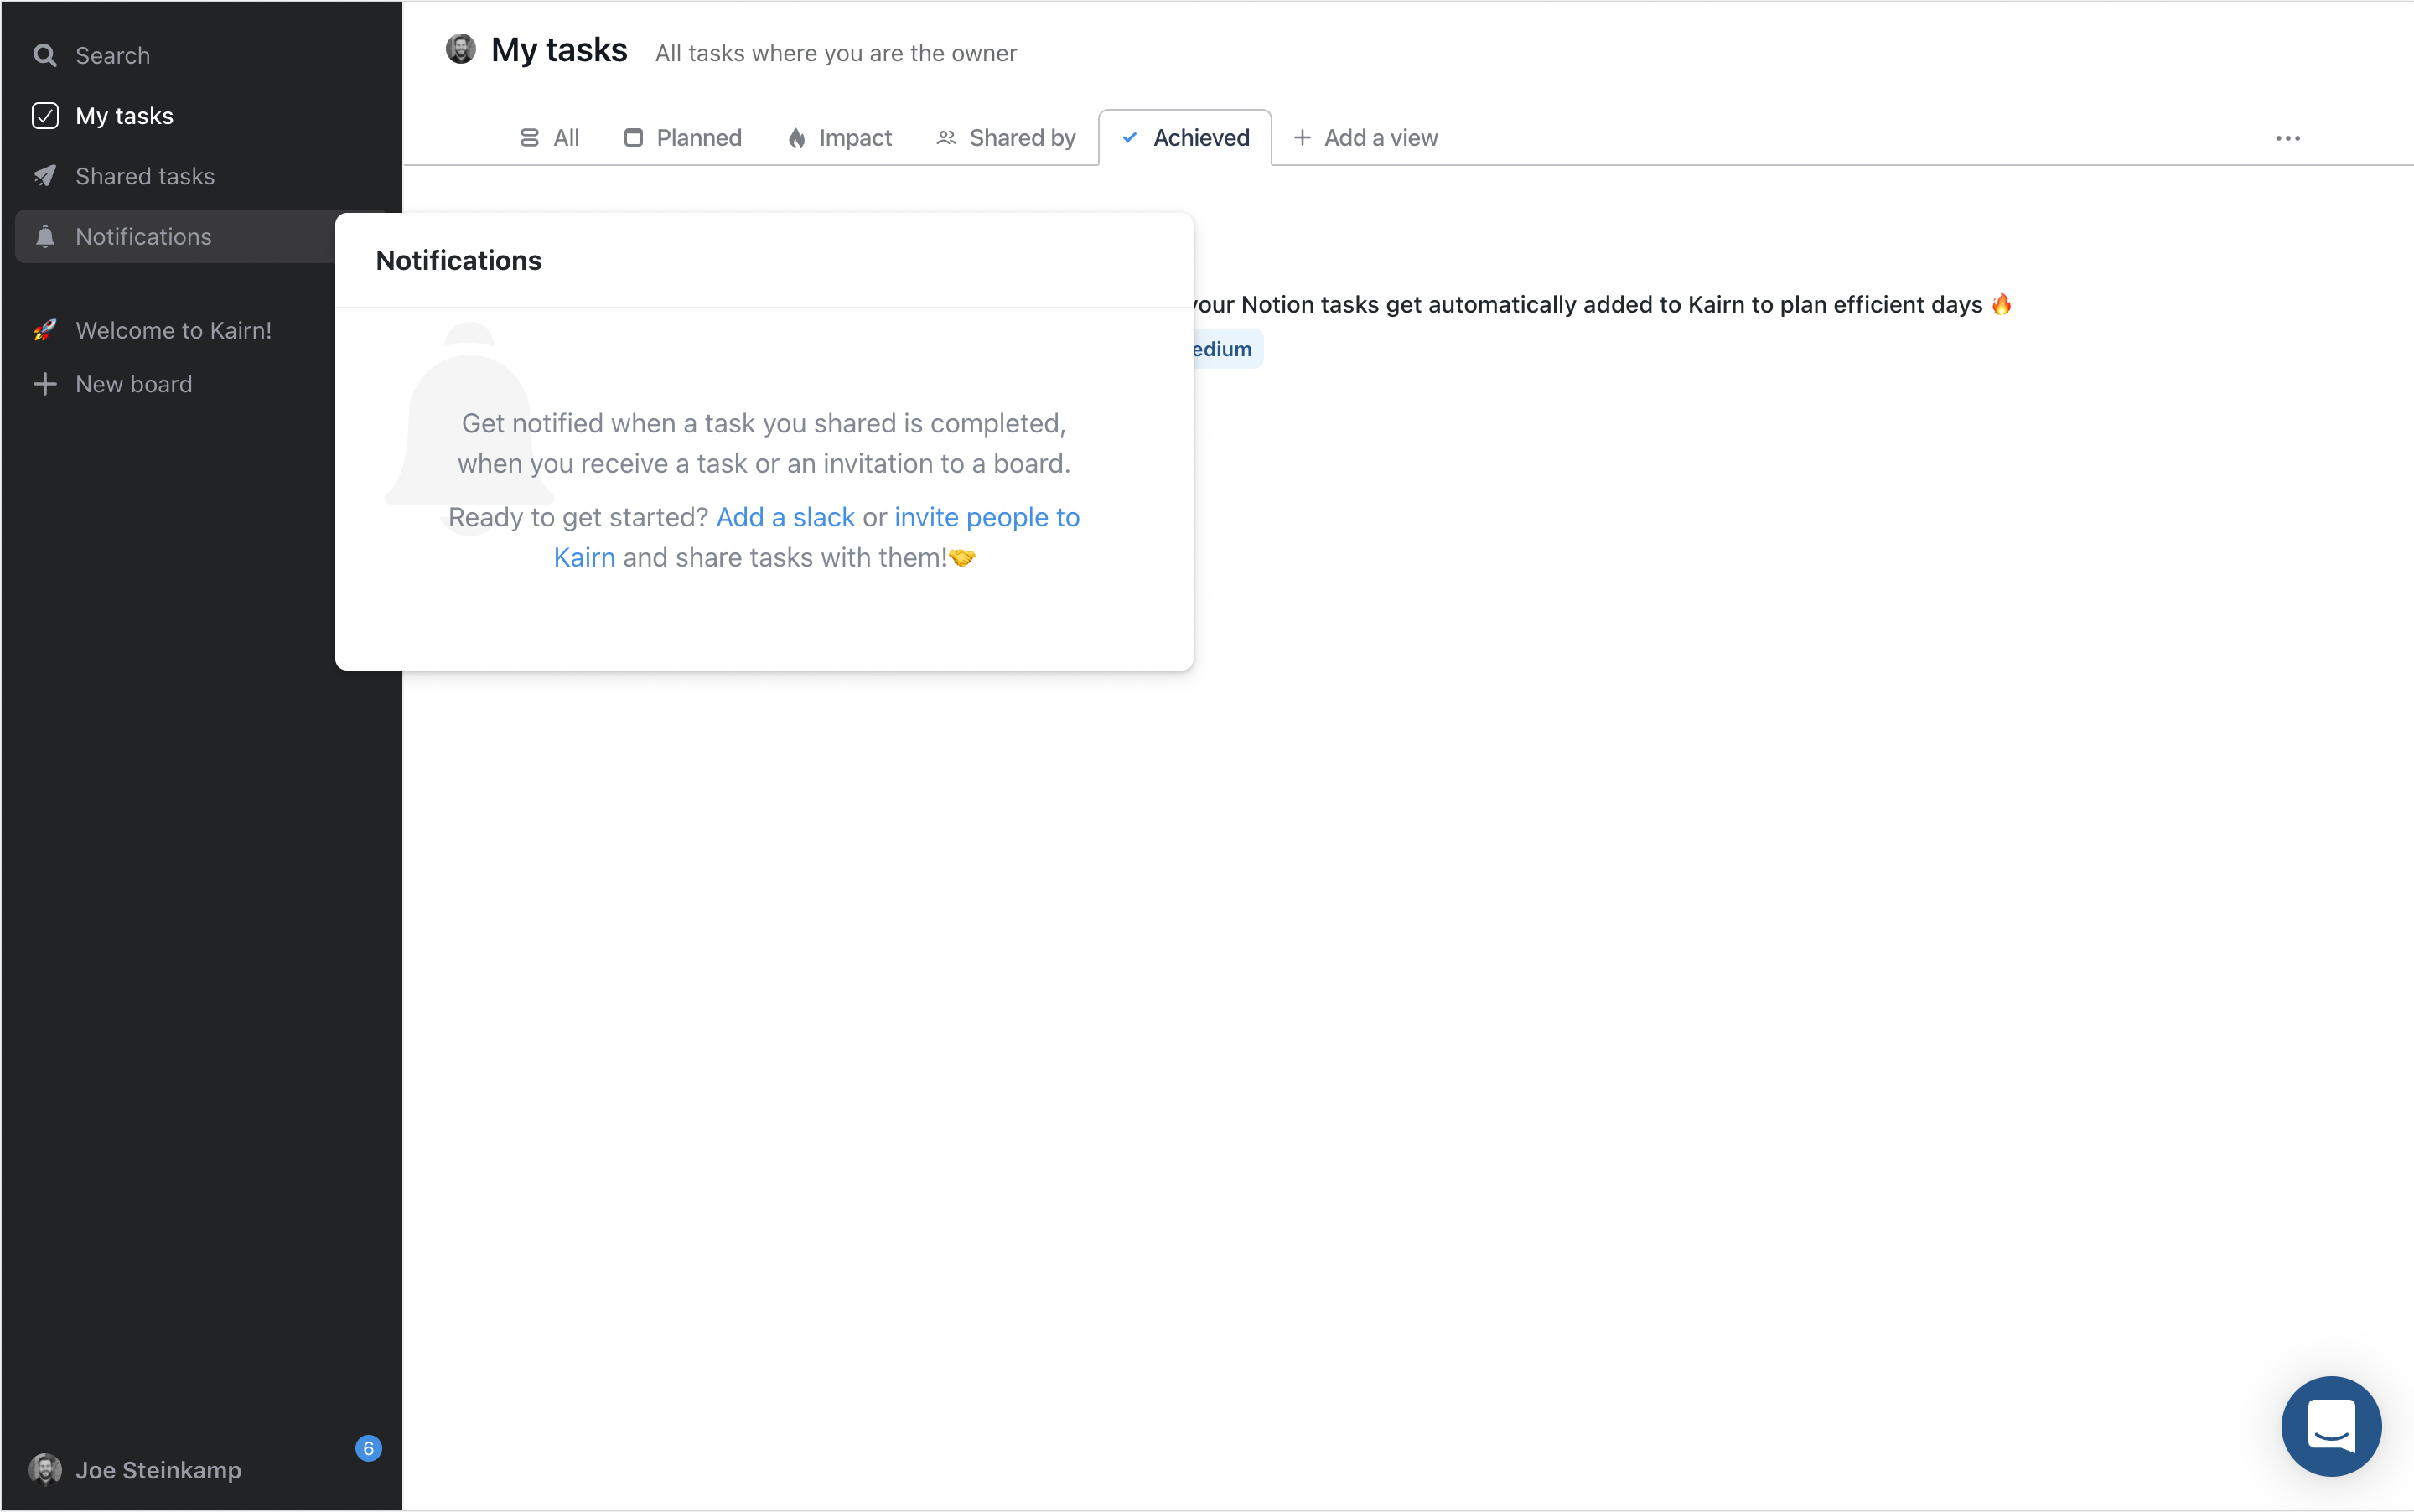 Search
My tasks
Shared tasks
Notifications
🚀 Welcome to Kairn!
New board
Joe Steinkamp
6
My tasks All tasks where you are the owner
All Planned Impact Shared by Achieved + Add a view
Notifications
Get notified when a task you shared is completed,
when you receive a task or an invitation to a board.
Ready to get started? Add a slack or invite people to
Kairn and share tasks with them!🤝
your Notion tasks get automatically added to Kairn to plan efficient days 🔥
edium